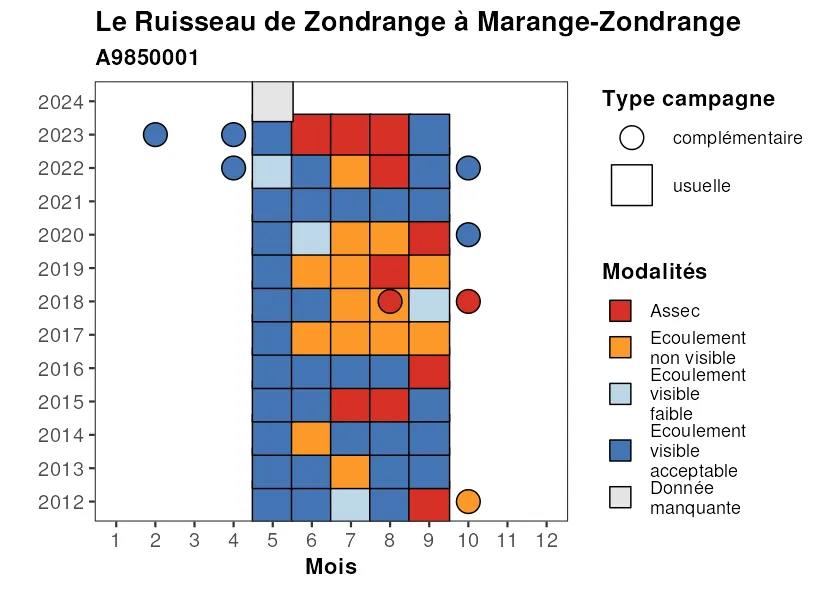 Le Ruisseau de Zondrange à Marange-Zondrange
A9850001
2024
2023
2022
2021
2020
2019
2018
2017
2016
2015
2014
2013
2012
1 2 3 4 5 6 7 8 9 10 11 12
Mois
Type campagne
complémentaire
usuelle
Modalités
Assec
Ecoulement
non visible
Ecoulement
visible
faible
Ecoulement
visible
acceptable
Donnée
manquante